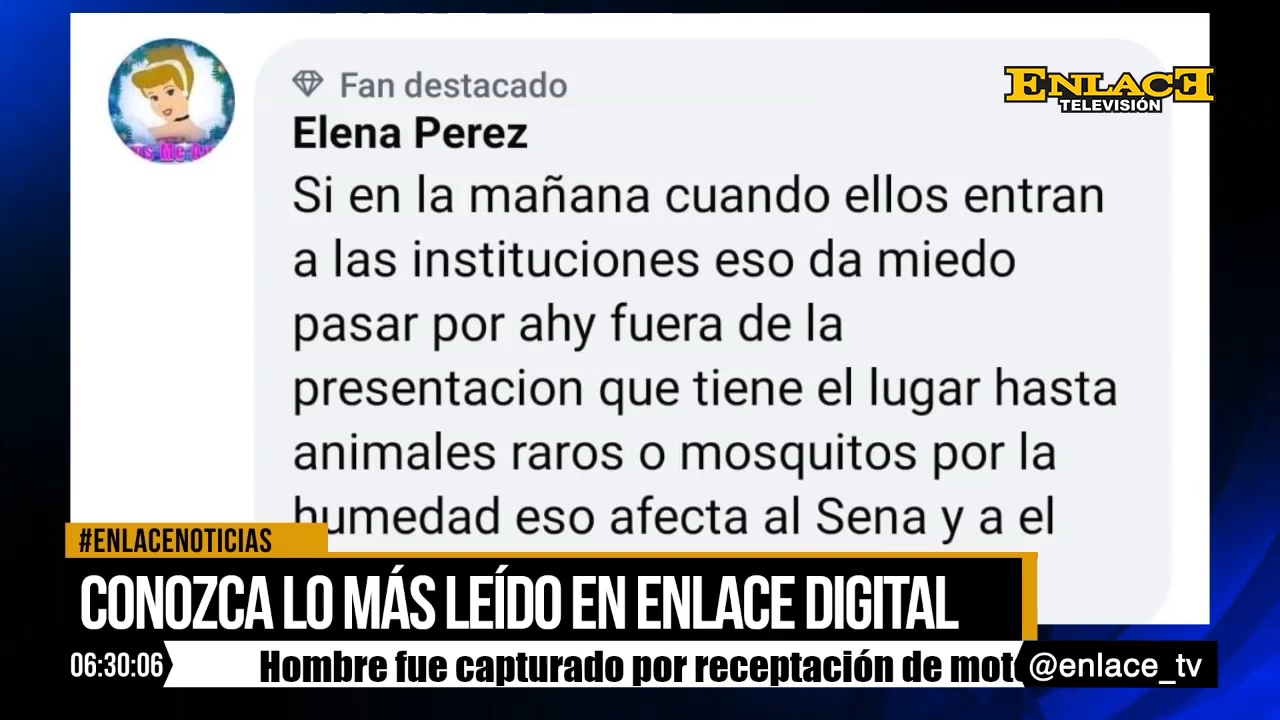 Fan destacado
Elena Perez
Si en la mañana cuando ellos entran
a las instituciones eso da miedo
pasar por ahy fuera de la
presentacion que tiene el lugar hasta
animales raros o mosquitos por la
humedad eso afecta al Sena y a el
ENLACE
TELEVISIÓN
#ENLACENOTICIAS
CONOZCA LO MÁS LEÍDO EN ENLACE DIGITAL
06:30:06
Hombre fue capturado por receptación de
@enlace_tv